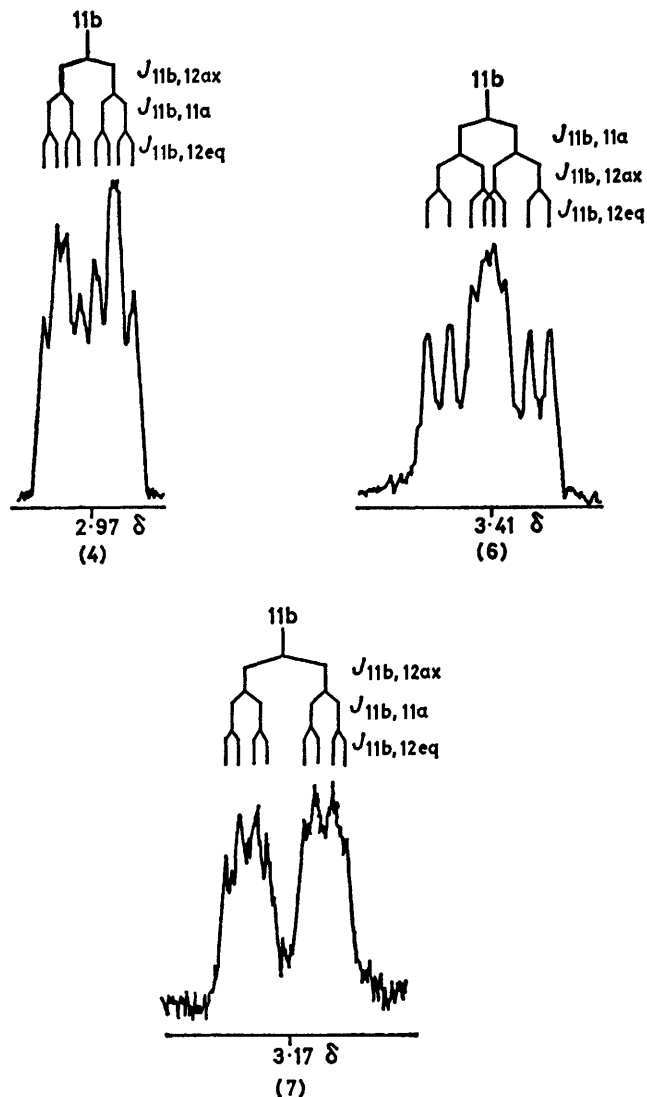 11b
J11b,12ax
J11b,11a
J11b,12eq
2·97 δ
(4)
11b
J11b,11a
J11b,12ax
J11b,12eq
3·41 δ
(6)
11b
J11b,12ax
J11b,11a
J11b,12eq
3·17 δ
(7)